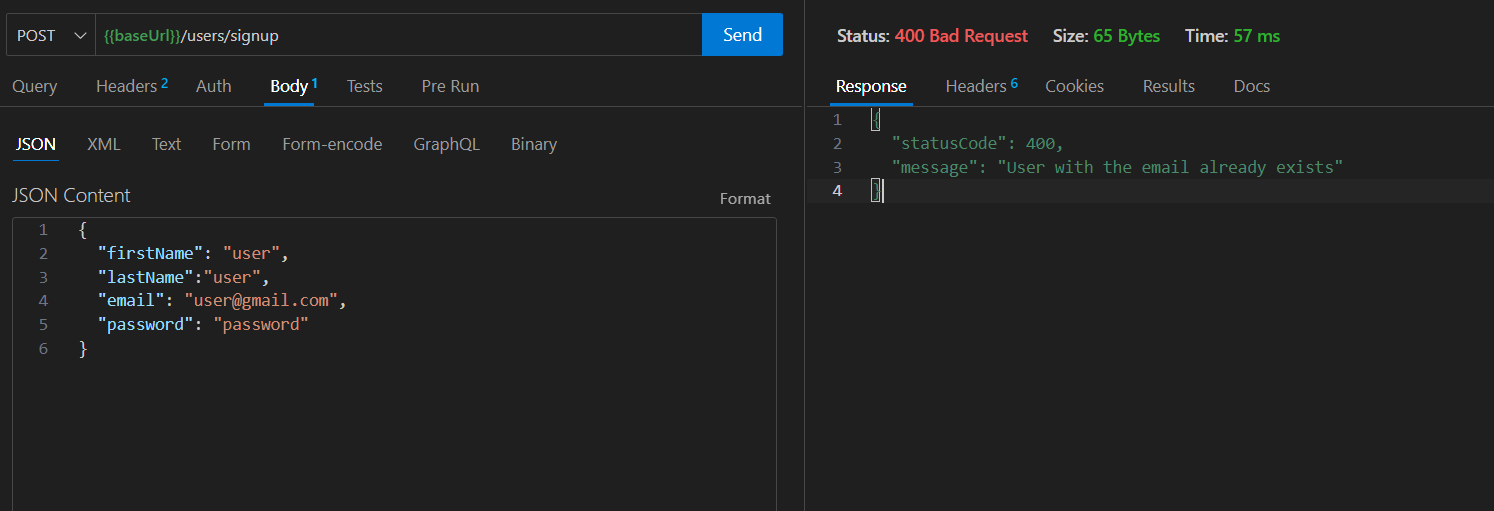 POST {{baseUrl}}/users/signup Send
Query Headers 2 Auth Body 1 Tests Pre Run
JSON XML Text Form Form-encode GraphQL Binary
JSON Content Format
1 {
2 "firstName": "user",
3 "lastName":"user",
4 "email": "user@gmail.com",
5 "password": "password"
6 }
Status: 400 Bad Request Size: 65 Bytes Time: 57 ms
Response Headers 6 Cookies Results Docs
1 {
2 "statusCode": 400,
3 "message": "User with the email already exists"
4 }